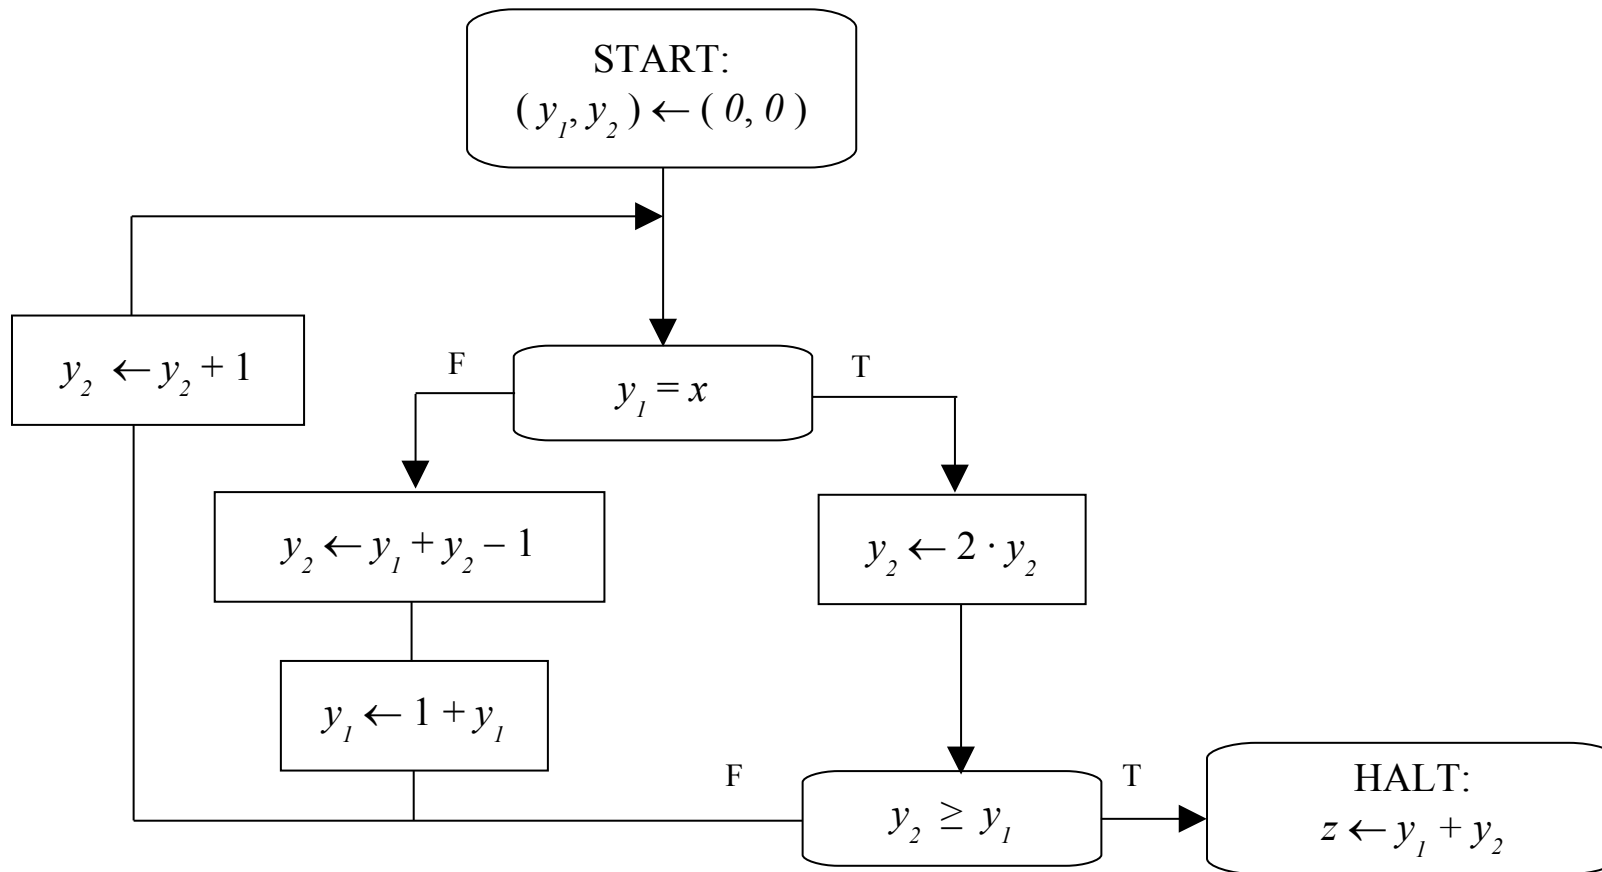 START:
( y₁, y₂ ) ← ( 0, 0 )
y₂ ← y₂ + 1
F
y₁ = x
T
y₂ ← y₁ + y₂ – 1
y₂ ← 2 · y₂
y₁ ← 1 + y₁
F
y₂ ≥ y₁
T
HALT:
z ← y₁ + y₂